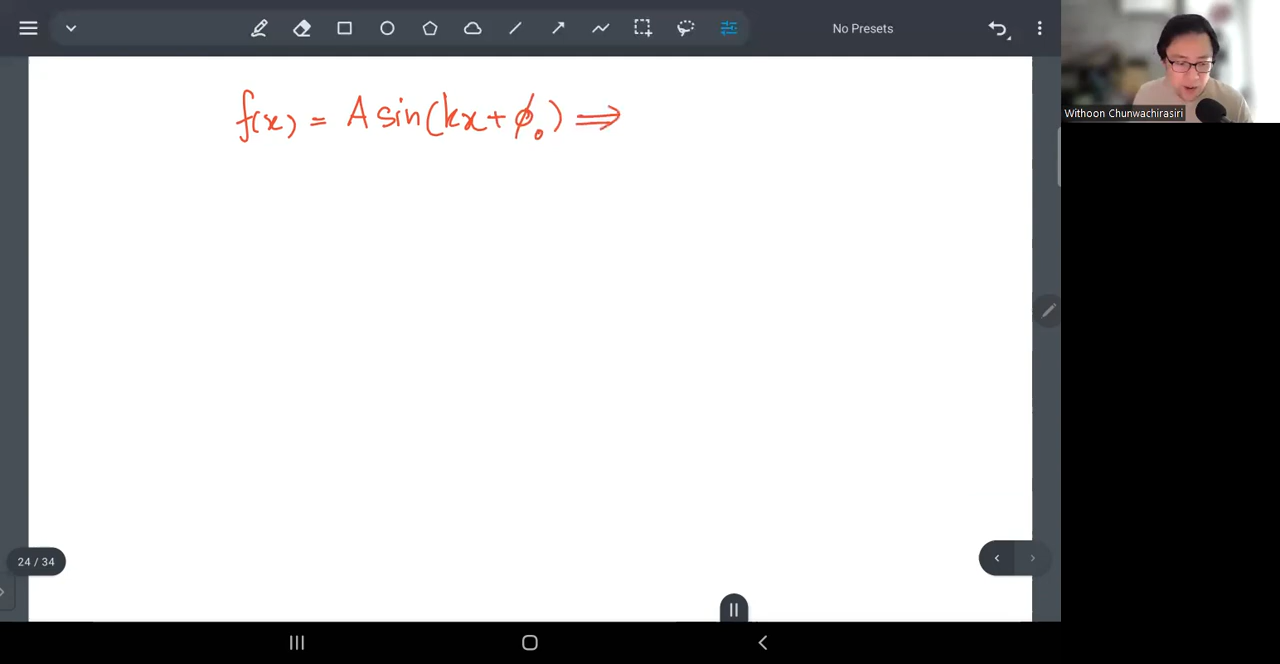 No Presets
Withoon Chunwachirasiri
f(x) = A sin(kx + ϕ₀) ⟹
24 / 34